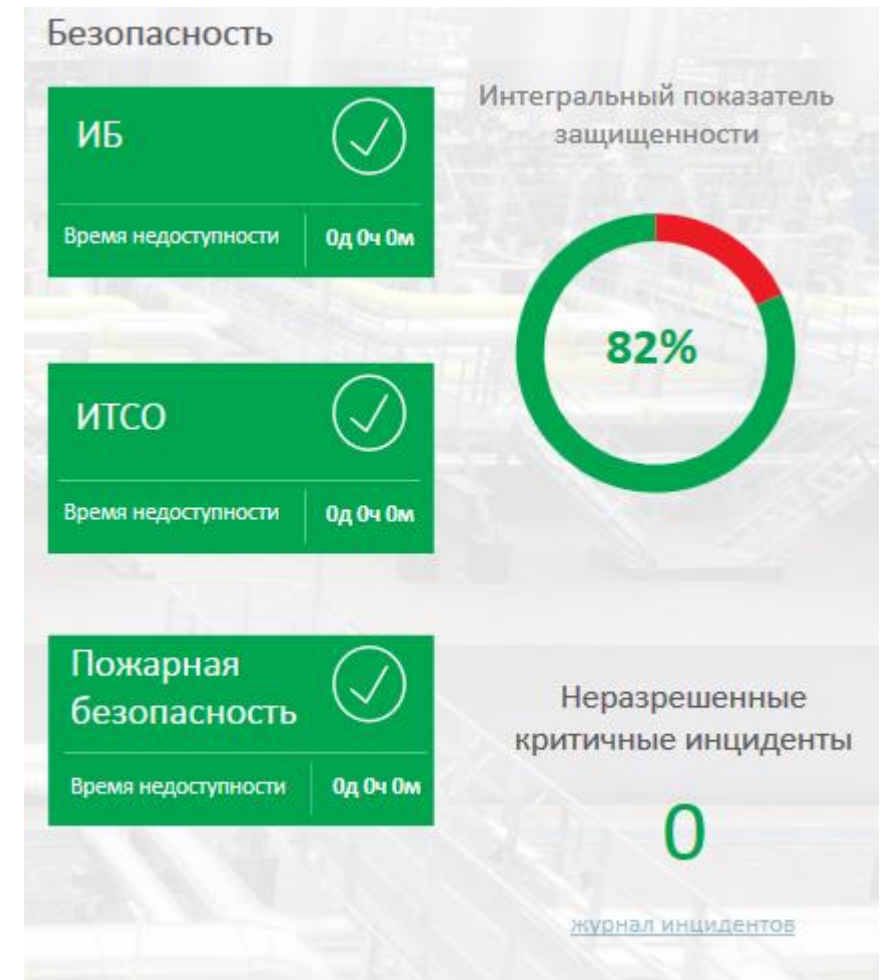 Безопасность
ИБ
Время недоступности 0д 0ч 0м
Интегральный показатель
защищенности
82%
ИТСО
Время недоступности 0д 0ч 0м
Пожарная
безопасность
Время недоступности 0д 0ч 0м
Неразрешенные
критичные инциденты
0
журнал инцидентов